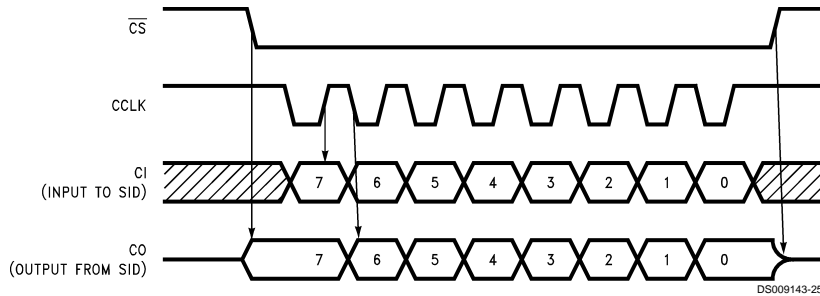 CS
CCLK
CI
(INPUT TO SID)
7 6 5 4 3 2 1 0
CO
(OUTPUT FROM SID)
7 6 5 4 3 2 1 0
DS009143-25